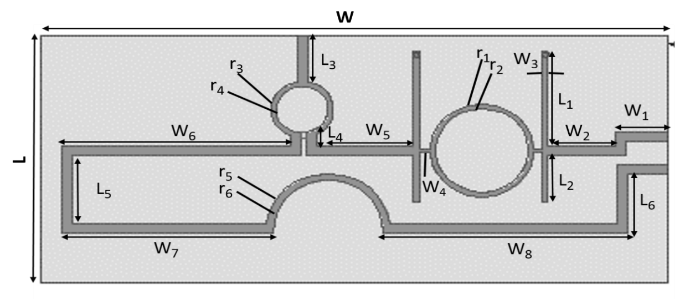 W
L
r₃
r₄
L₃
L₄
W₆
W₅
r₁
r₂
W₃
L₁
W₁
W₂
W₄
L₂
L₅
r₅
r₆
L₆
W₇
W₈